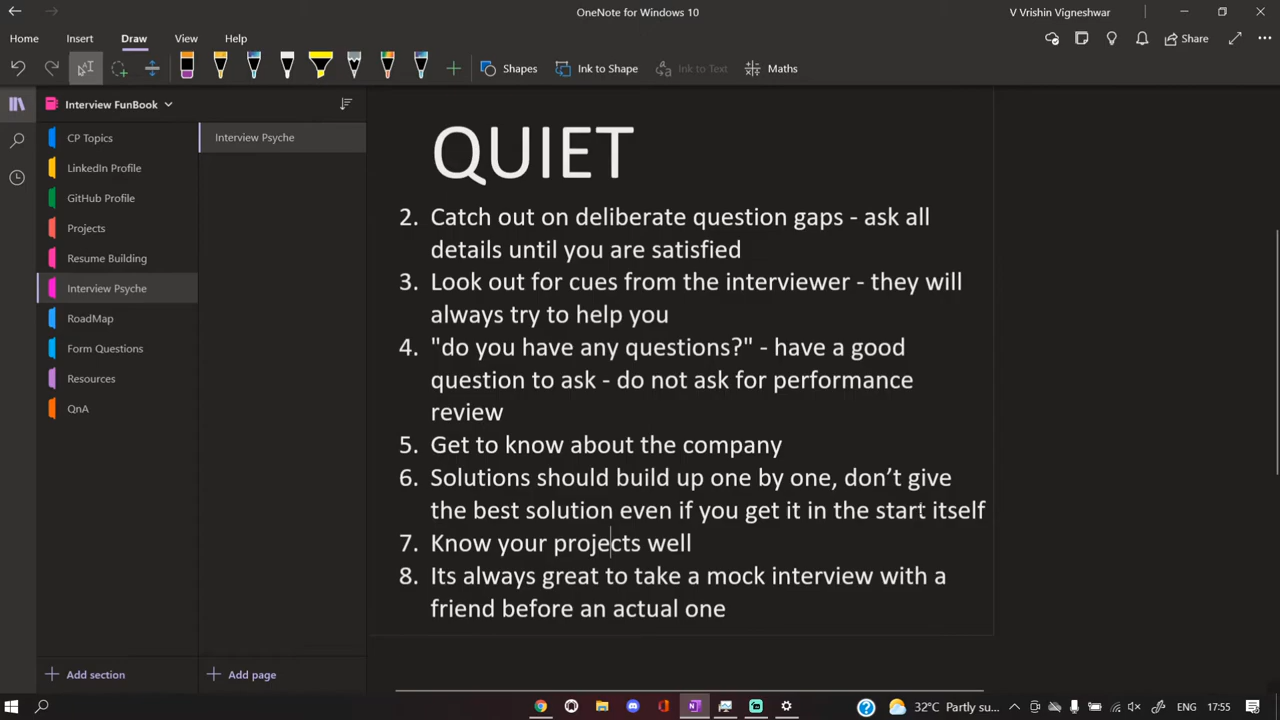 OneNote for Windows 10
V Vrishin Vigneshwar
Home Insert Draw View Help
Share
Shapes Ink to Shape Ink to Text Maths
Interview FunBook
CP Topics
LinkedIn Profile
GitHub Profile
Projects
Resume Building
Interview Psyche
RoadMap
Form Questions
Resources
QnA
Add section
Interview Psyche
Add page
QUIET
2. Catch out on deliberate question gaps - ask all
details until you are satisfied
3. Look out for cues from the interviewer - they will
always try to help you
4. "do you have any questions?" - have a good
question to ask - do not ask for performance
review
5. Get to know about the company
6. Solutions should build up one by one, don’t give
the best solution even if you get it in the start itself
7. Know your projects well
8. Its always great to take a mock interview with a
friend before an actual one
32°C Partly su... ENG 17:55